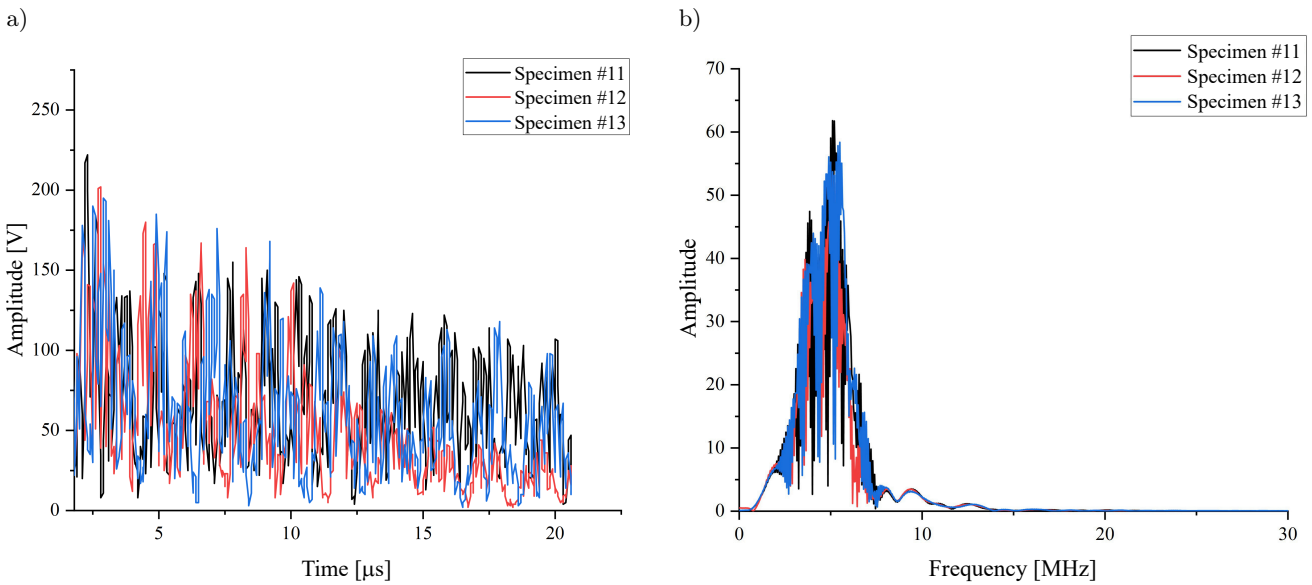 a)
Specimen #11
Specimen #12
Specimen #13
250
200
150
100
50
0
5
10
15
20
Amplitude [V]
Time [μs]
b)
Specimen #11
Specimen #12
Specimen #13
70
60
50
40
30
20
10
0
0
10
20
30
Amplitude
Frequency [MHz]